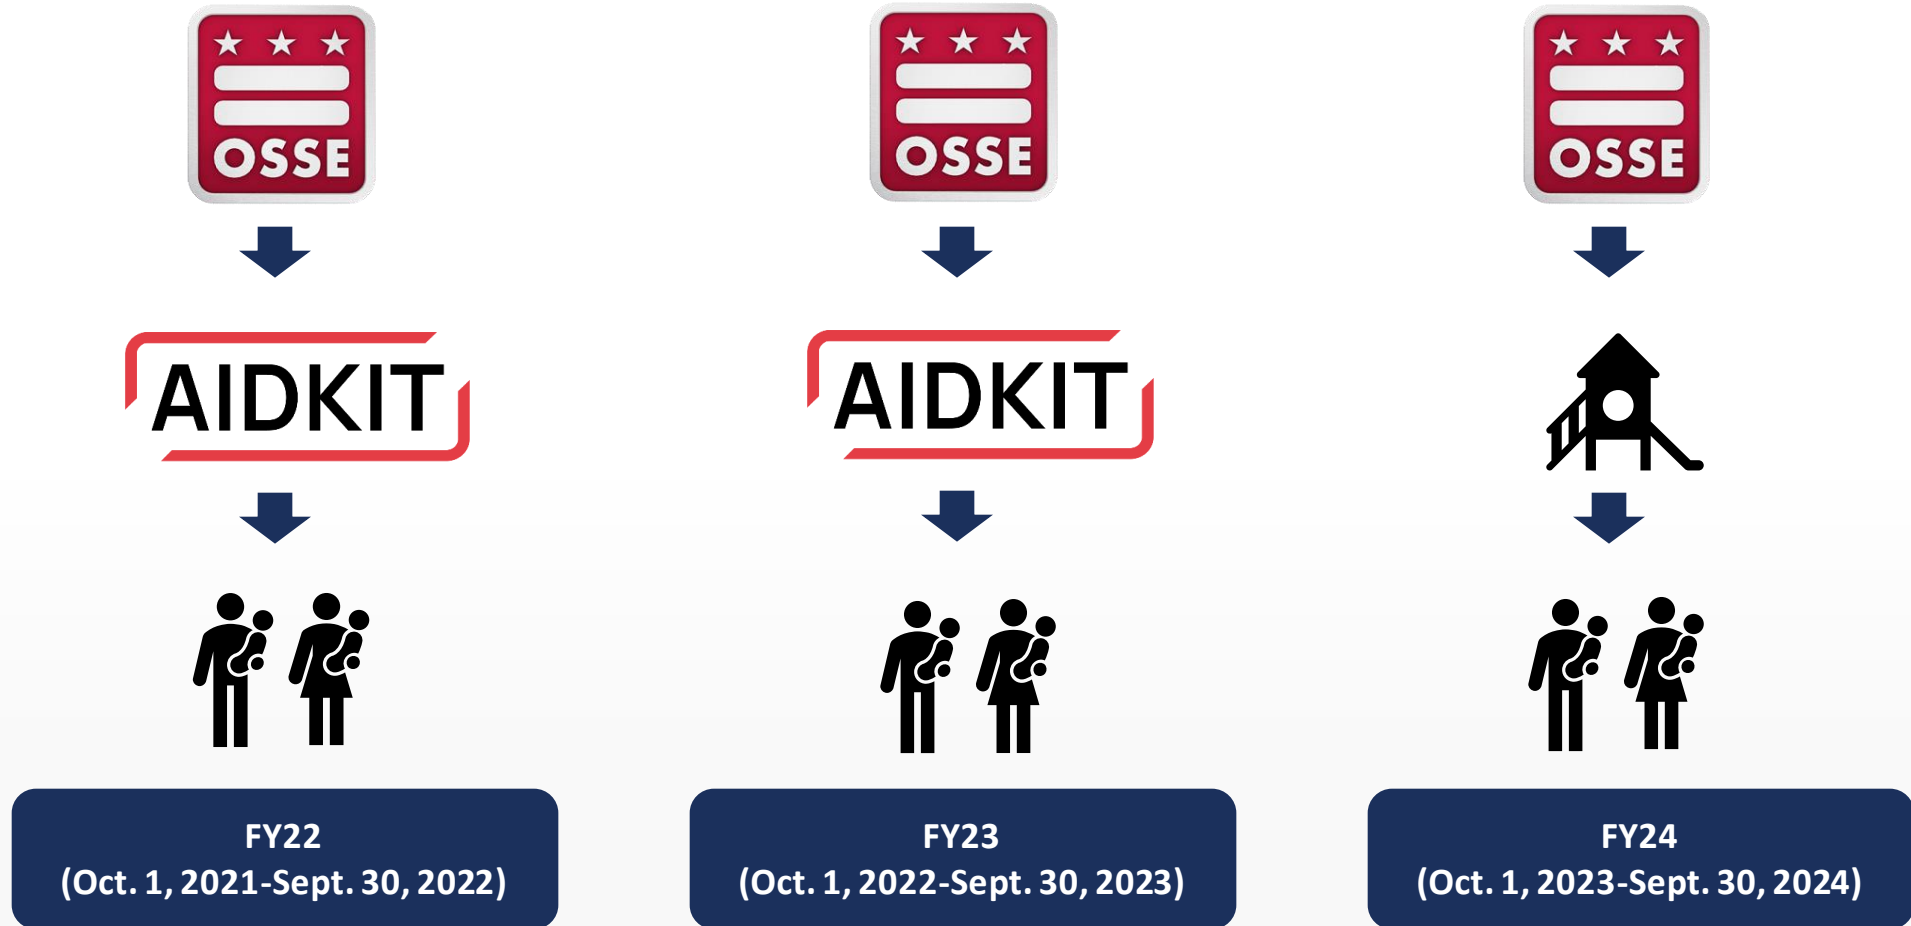 OSSE
OSSE
OSSE
AIDKIT
AIDKIT
FY22
(Oct. 1, 2021-Sept. 30, 2022)
FY23
(Oct. 1, 2022-Sept. 30, 2023)
FY24
(Oct. 1, 2023-Sept. 30, 2024)